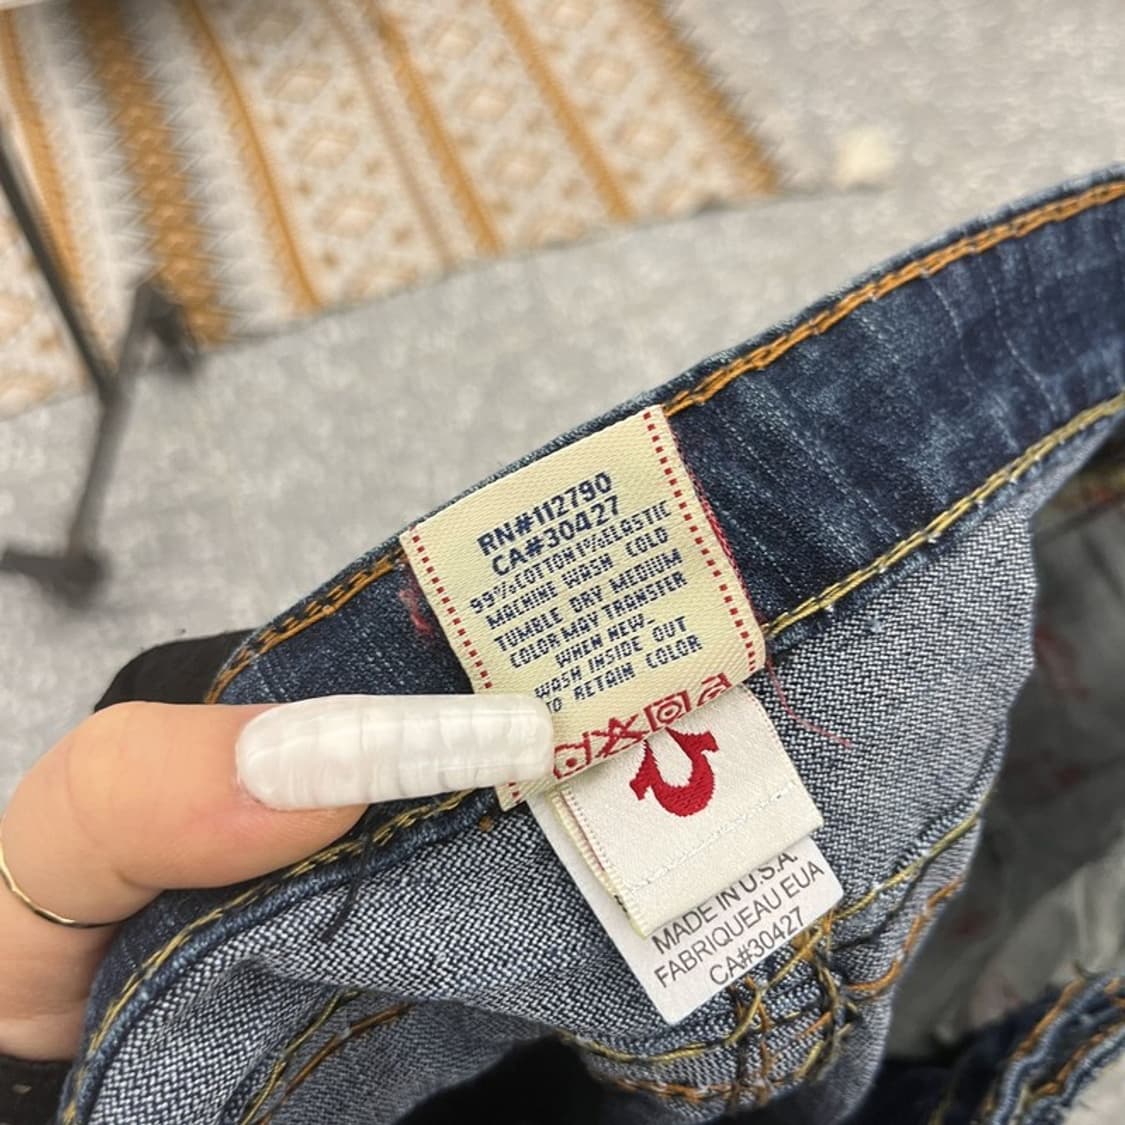 RN#112790
CA#30427
99%COTTON1%ELASTIC
MACHINE WASH COLD
TUMBLE DRY MEDIUM
COLOR MAY TRANSFER
WHEN NEW.
WASH INSIDE OUT
TO RETAIN COLOR
MADE IN U.S.A.
FABRIQUEAU EUA
CA#30427